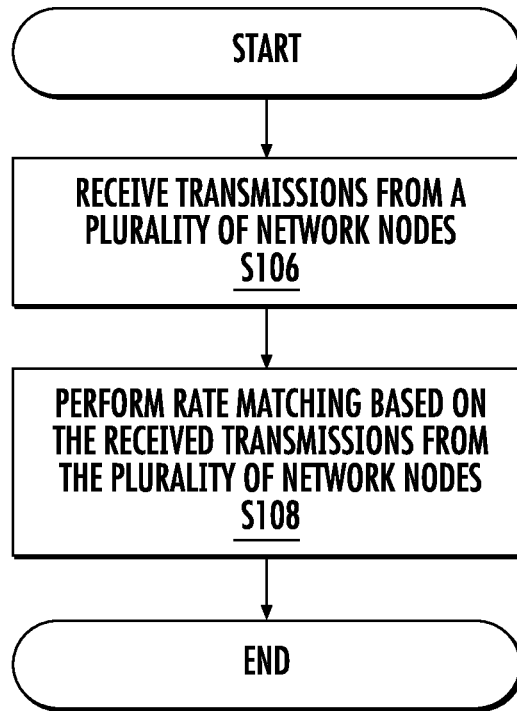 START
RECEIVE TRANSMISSIONS FROM A
PLURALITY OF NETWORK NODES
S106
PERFORM RATE MATCHING BASED ON
THE RECEIVED TRANSMISSIONS FROM
THE PLURALITY OF NETWORK NODES
S108
END